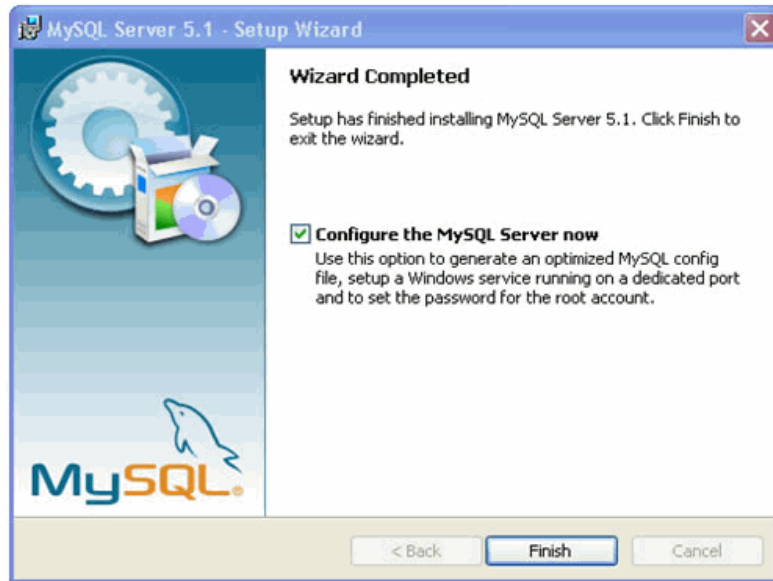 MySQL Server 5.1 - Setup Wizard
Wizard Completed
Setup has finished installing MySQL Server 5.1. Click Finish to
exit the wizard.
Configure the MySQL Server now
Use this option to generate an optimized MySQL config
file, setup a Windows service running on a dedicated port
and to set the password for the root account.
MySQL.
< Back Finish Cancel